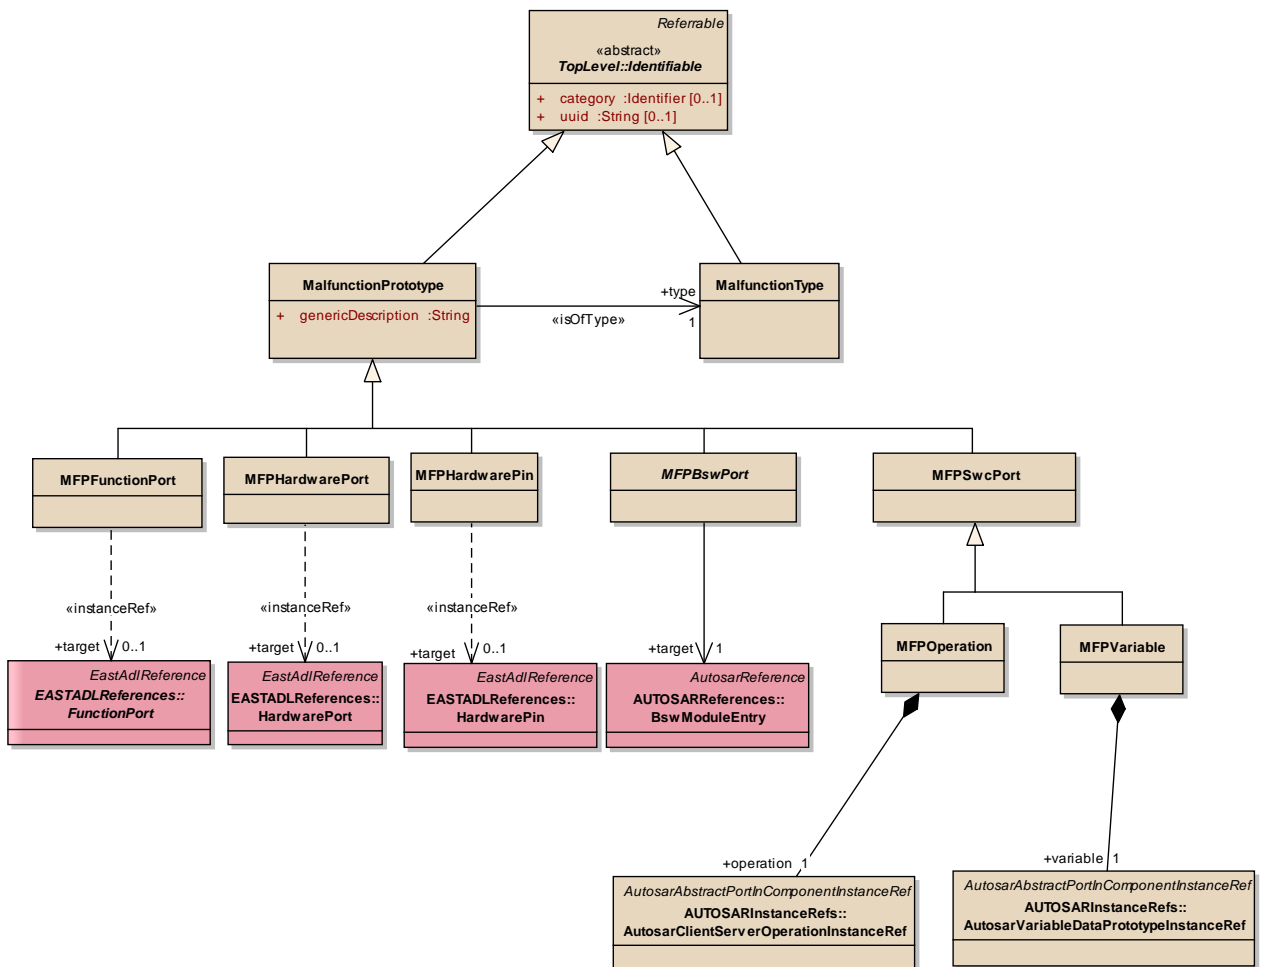 Referrable
«abstract»
TopLevel::Identifiable
+ category :Identifier [0..1]
+ uuid :String [0..1]
MalfunctionPrototype
+ genericDescription :String
+type
«isOfType»
1
MalfunctionType
MFPFunctionPort
MFPHardwarePort
MFPHardwarePin
MFPBswPort
MFPSwcPort
«instanceRef»
«instanceRef»
«instanceRef»
MFPOperation
MFPVariable
+target 0..1
+target 0..1
+target 0..1
+target 1
EastAdlReference
EASTADLReferences::
FunctionPort
EastAdlReference
EASTADLReferences::
HardwarePort
EastAdlReference
EASTADLReferences::
HardwarePin
AutosarReference
AUTOSARReferences::
BswModuleEntry
+operation 1
+variable 1
AutosarAbstractPortInComponentInstanceRef
AUTOSARInstanceRefs::
AutosarClientServerOperationInstanceRef
AutosarAbstractPortInComponentInstanceRef
AUTOSARInstanceRefs::
AutosarVariableDataPrototypeInstanceRef